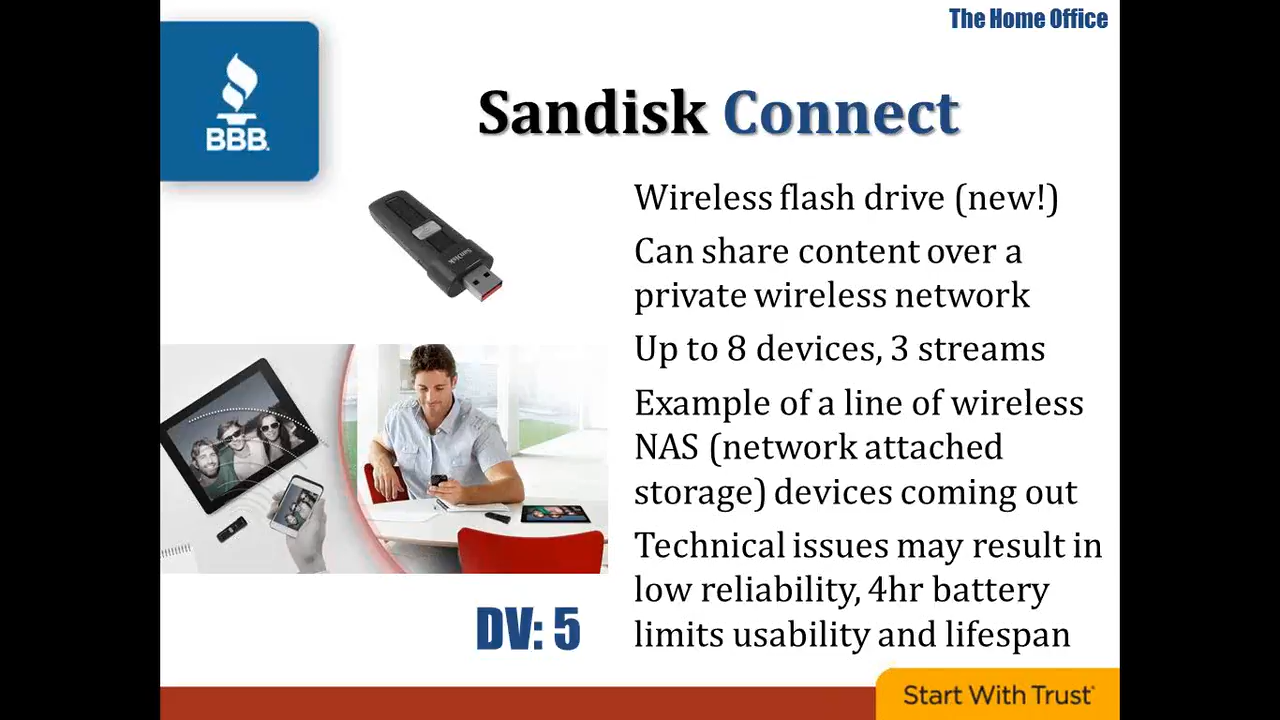 The Home Office
BBB.
Sandisk Connect
Wireless flash drive (new!)
Can share content over a
private wireless network
Up to 8 devices, 3 streams
Example of a line of wireless
NAS (network attached
storage) devices coming out
Technical issues may result in
low reliability, 4hr battery
limits usability and lifespan
SanDisk
DV: 5
Start With Trust®